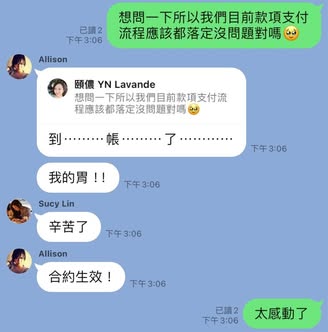 想問一下所以我們目前款項支付
流程應該都落定沒問題對嗎🥹
已讀 2
下午3:06
Allison
頤儂 YN Lavande
想問一下所以我們目前款項支付流
程應該都落定沒問題對嗎🥹
到⋯⋯⋯帳⋯⋯⋯了⋯⋯⋯⋯
下午3:06
我的胃!!
下午3:06
Sucy Lin
辛苦了
下午3:06
Allison
合約生效!
下午3:06
太感動了
已讀 2
下午3:06